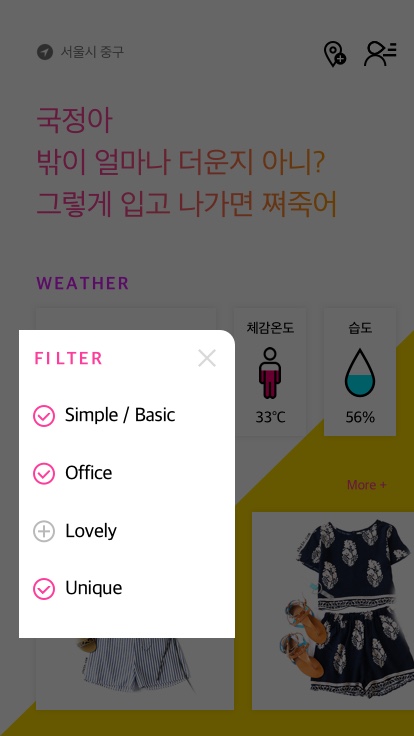 서울시 중구
국정아
밖이 얼마나 더운지 아니?
그렇게 입고 나가면 쪄죽어
WEATHER
체감온도
습도
33°C
56%
FILTER
Simple / Basic
Office
Lovely
Unique
More +